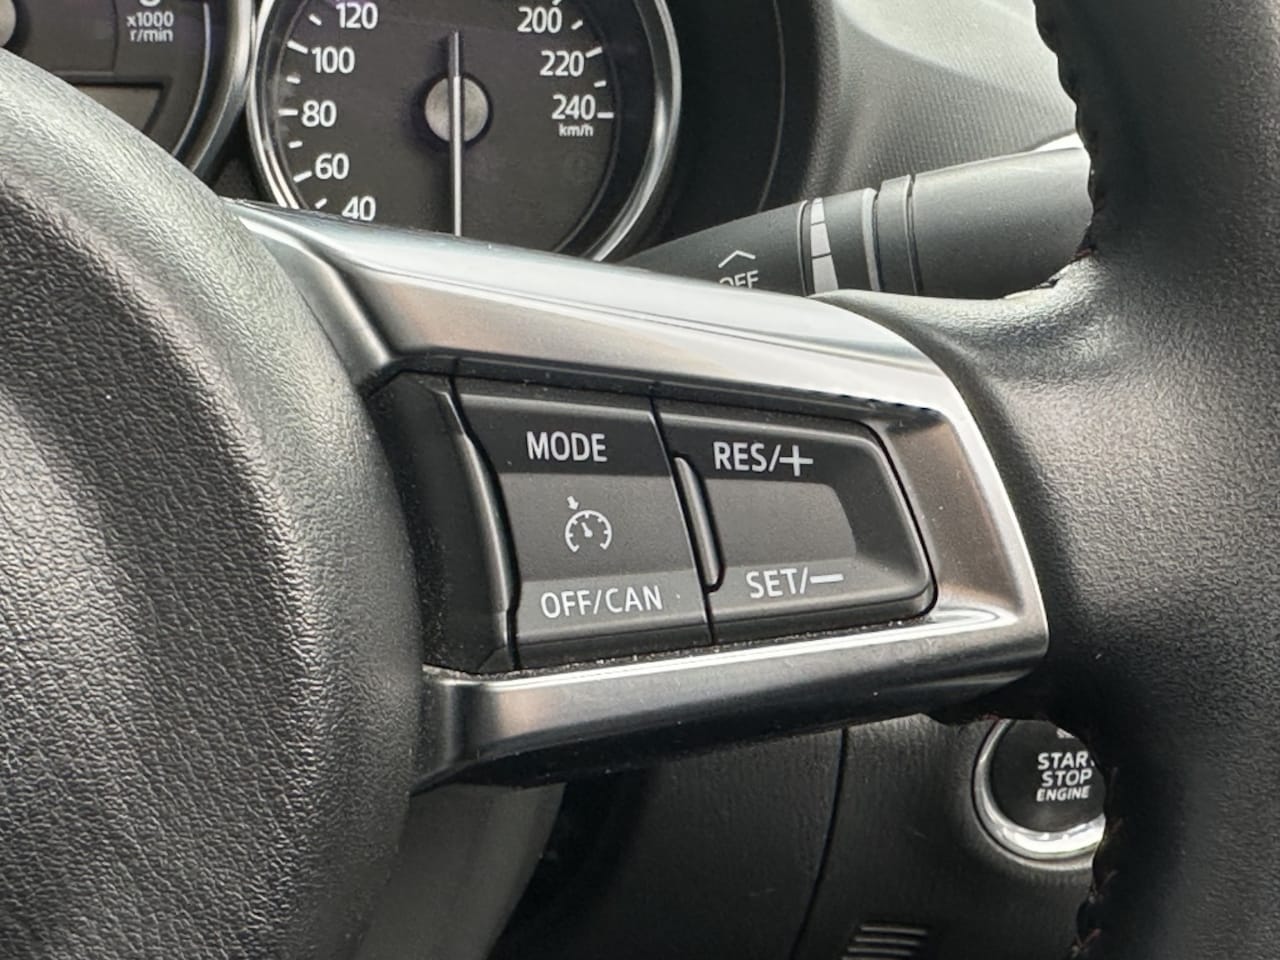 x1000
r/min
120
100
80
60
40
200
220
240
km/h
MODE
OFF/CAN
RES/+
SET/−
STOP
ENGINE